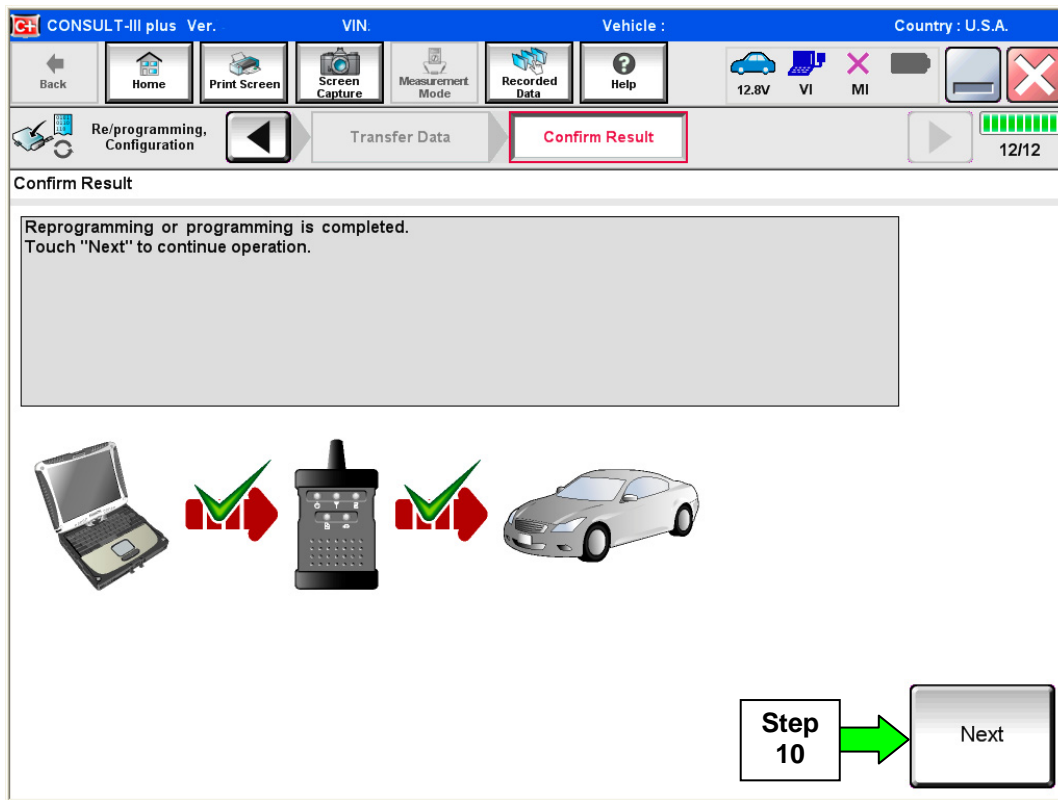 C+ CONSULT-III plus Ver. VIN: Vehicle : Country : U.S.A.
Back
Home
Print Screen
Screen
Capture
Measurement
Mode
Recorded
Data
Help
12.8V
VI
MI
Re/programming,
Configuration
Transfer Data
Confirm Result
12/12
Confirm Result
Reprogramming or programming is completed.
Touch "Next" to continue operation.
Step
10
Next